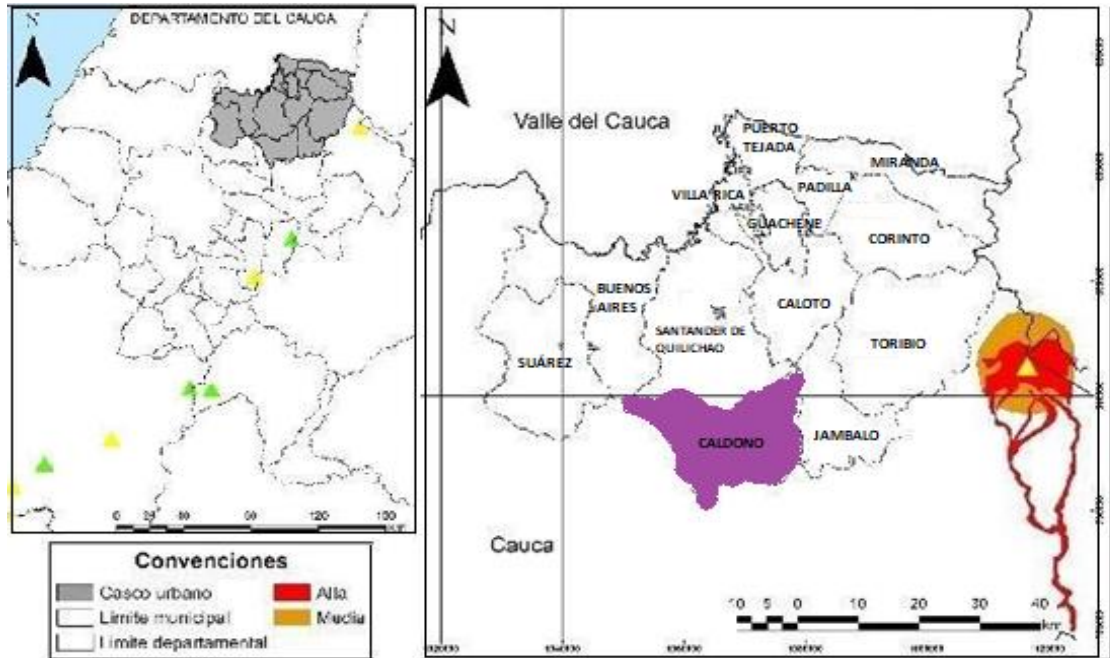 DEPARTAMENTO DEL CAUCA
N
0
120
km
Convenciones
Casco urbano
Límite municipal
Límite departamental
Alta
Media
N
Valle del Cauca
PUERTO
TEJADA
MIRANDA
PADILLA
VILLA RICA
GUACHENE
CORINTO
BUENOS
AIRES
CALOTO
SANTANDER DE
QUILICHAO
TORIBIO
SUÁREZ
CALDONO
JAMBALO
Cauca
10 5 0 10 20 30 40
km